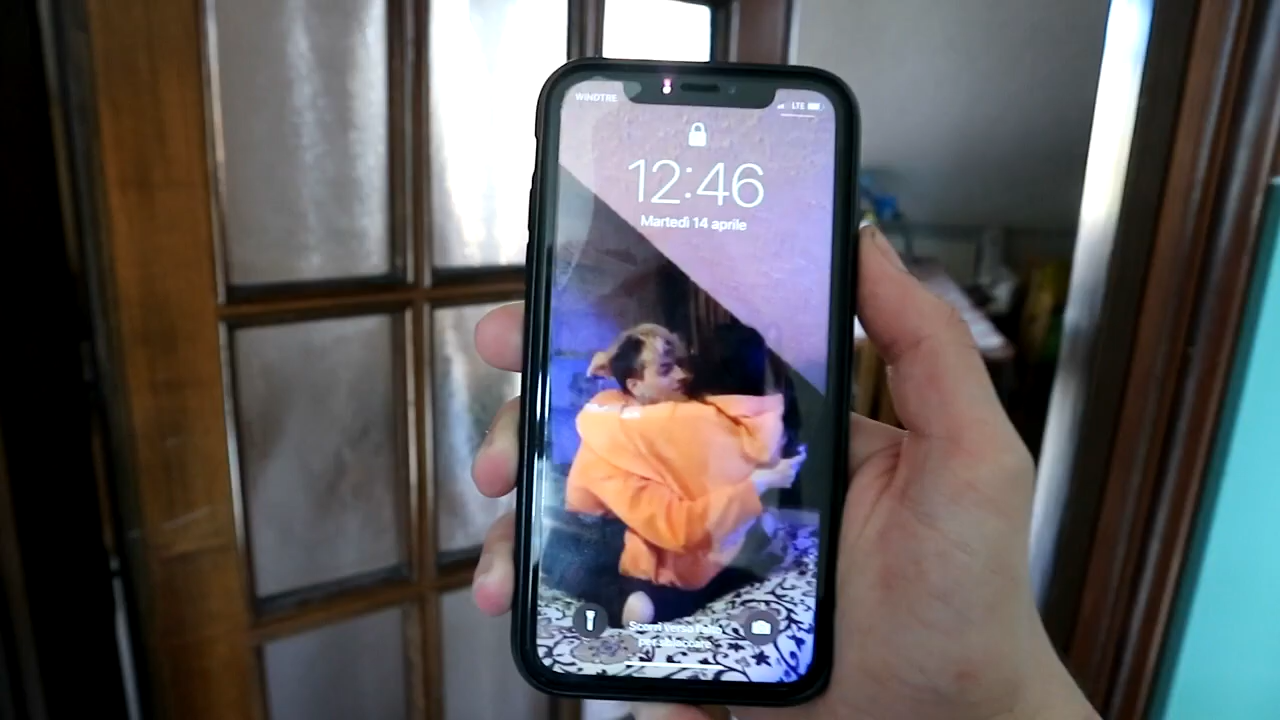 WINDTRE
LTE
12:46
Martedì 14 aprile
Scorri verso l'alto
per sbloccare